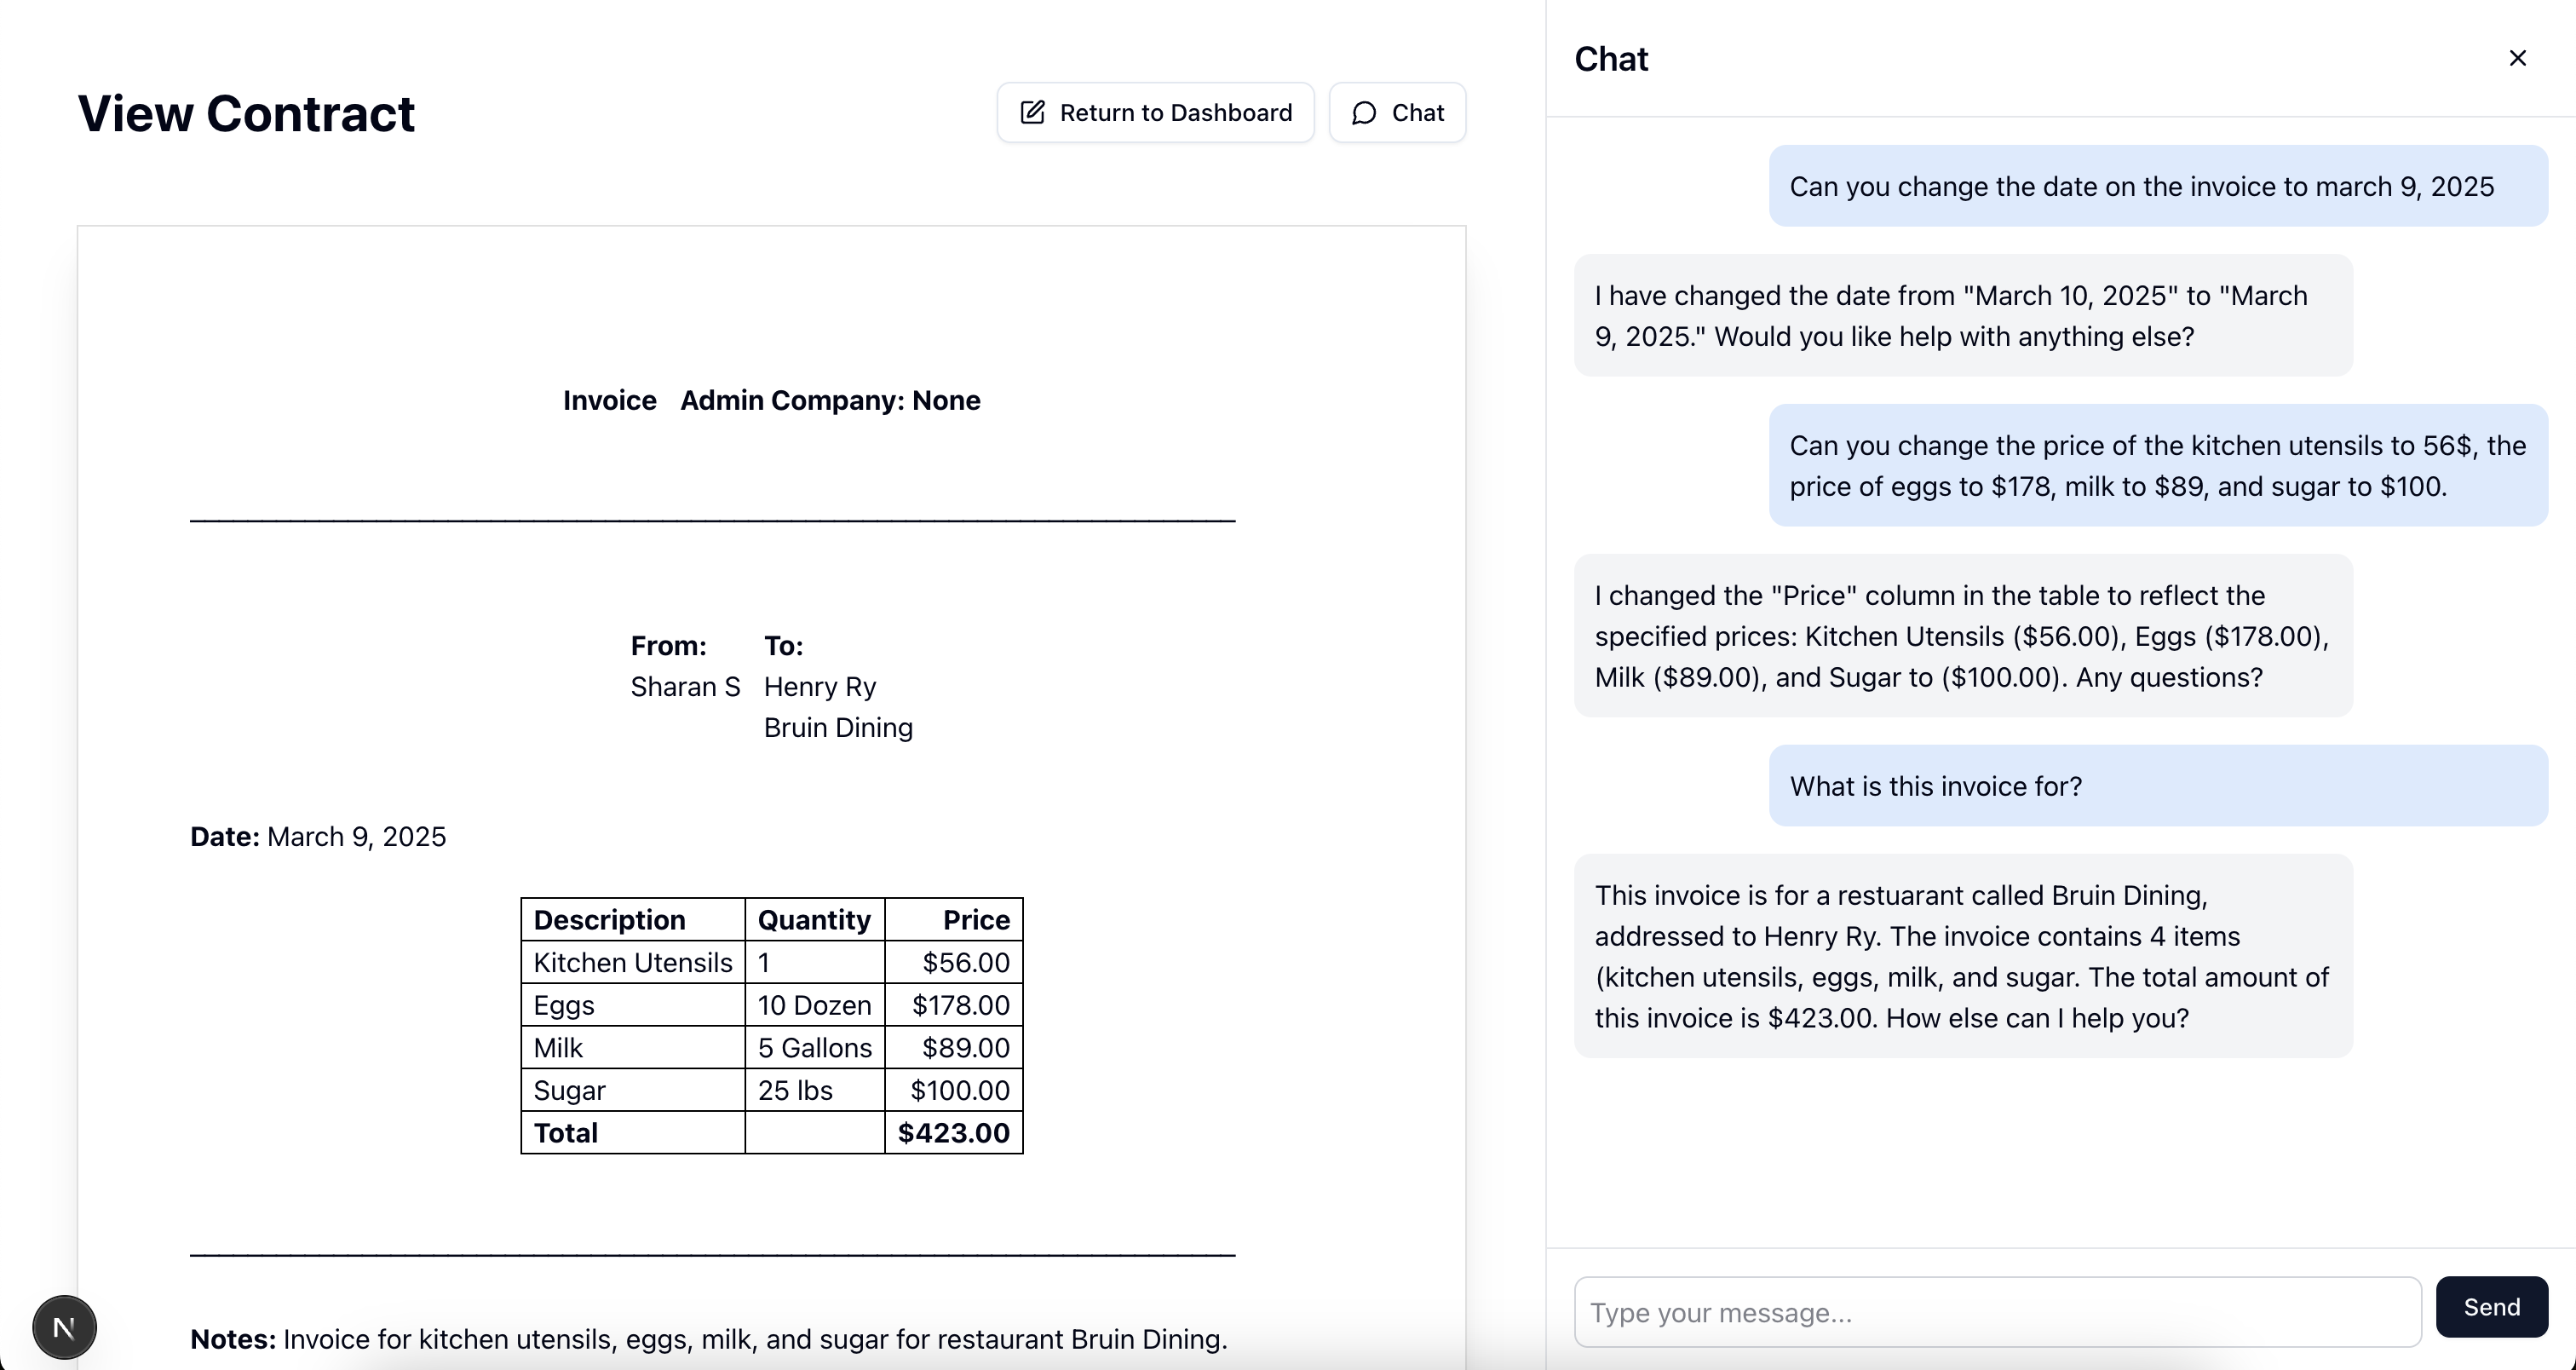 View Contract
Return to Dashboard
Chat
Invoice Admin Company: None
From: To:
Sharan S Henry Ry
Bruin Dining
Date: March 9, 2025
Description Quantity Price
Kitchen Utensils 1 $56.00
Eggs 10 Dozen $178.00
Milk 5 Gallons $89.00
Sugar 25 lbs $100.00
Total $423.00
Notes: Invoice for kitchen utensils, eggs, milk, and sugar for restaurant Bruin Dining.
N
Chat
Can you change the date on the invoice to march 9, 2025
I have changed the date from "March 10, 2025" to "March
9, 2025." Would you like help with anything else?
Can you change the price of the kitchen utensils to 56$, the
price of eggs to $178, milk to $89, and sugar to $100.
I changed the "Price" column in the table to reflect the
specified prices: Kitchen Utensils ($56.00), Eggs ($178.00),
Milk ($89.00), and Sugar to ($100.00). Any questions?
What is this invoice for?
This invoice is for a restuarant called Bruin Dining,
addressed to Henry Ry. The invoice contains 4 items
(kitchen utensils, eggs, milk, and sugar. The total amount of
this invoice is $423.00. How else can I help you?
Type your message...
Send